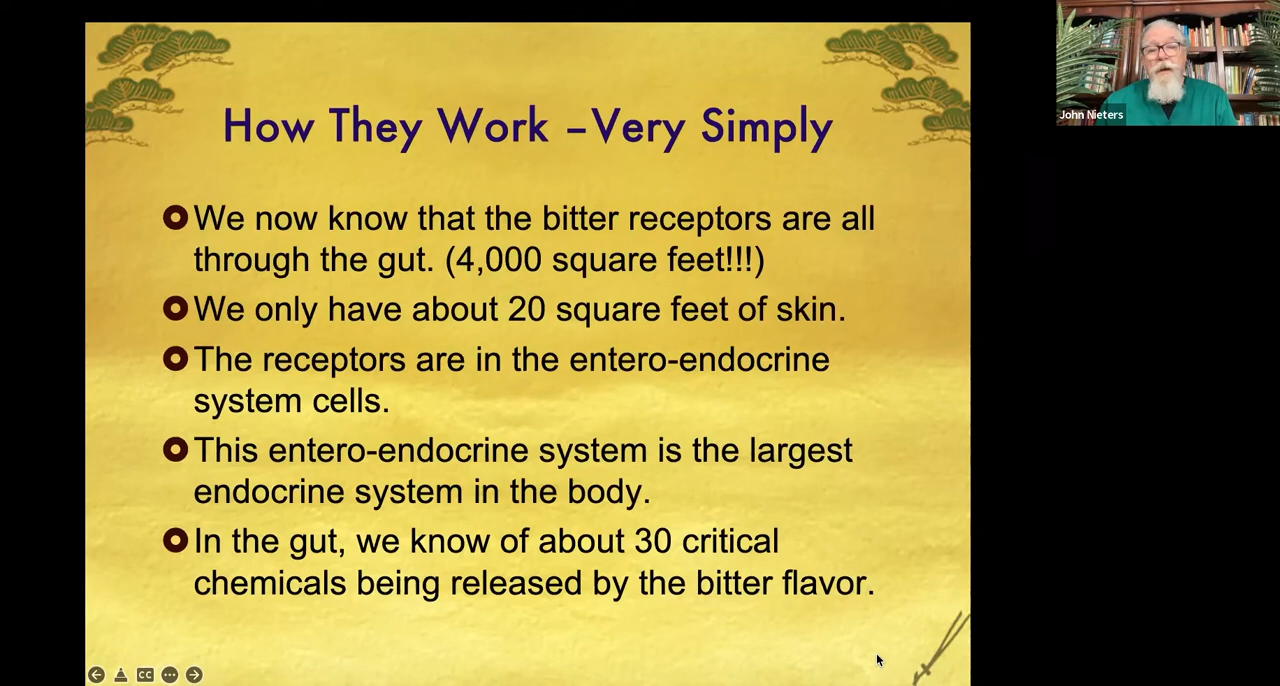 How They Work – Very Simply
We now know that the bitter receptors are all
through the gut. (4,000 square feet!!!)
We only have about 20 square feet of skin.
The receptors are in the entero-endocrine
system cells.
This entero-endocrine system is the largest
endocrine system in the body.
In the gut, we know of about 30 critical
chemicals being released by the bitter flavor.
John Nieters
CC